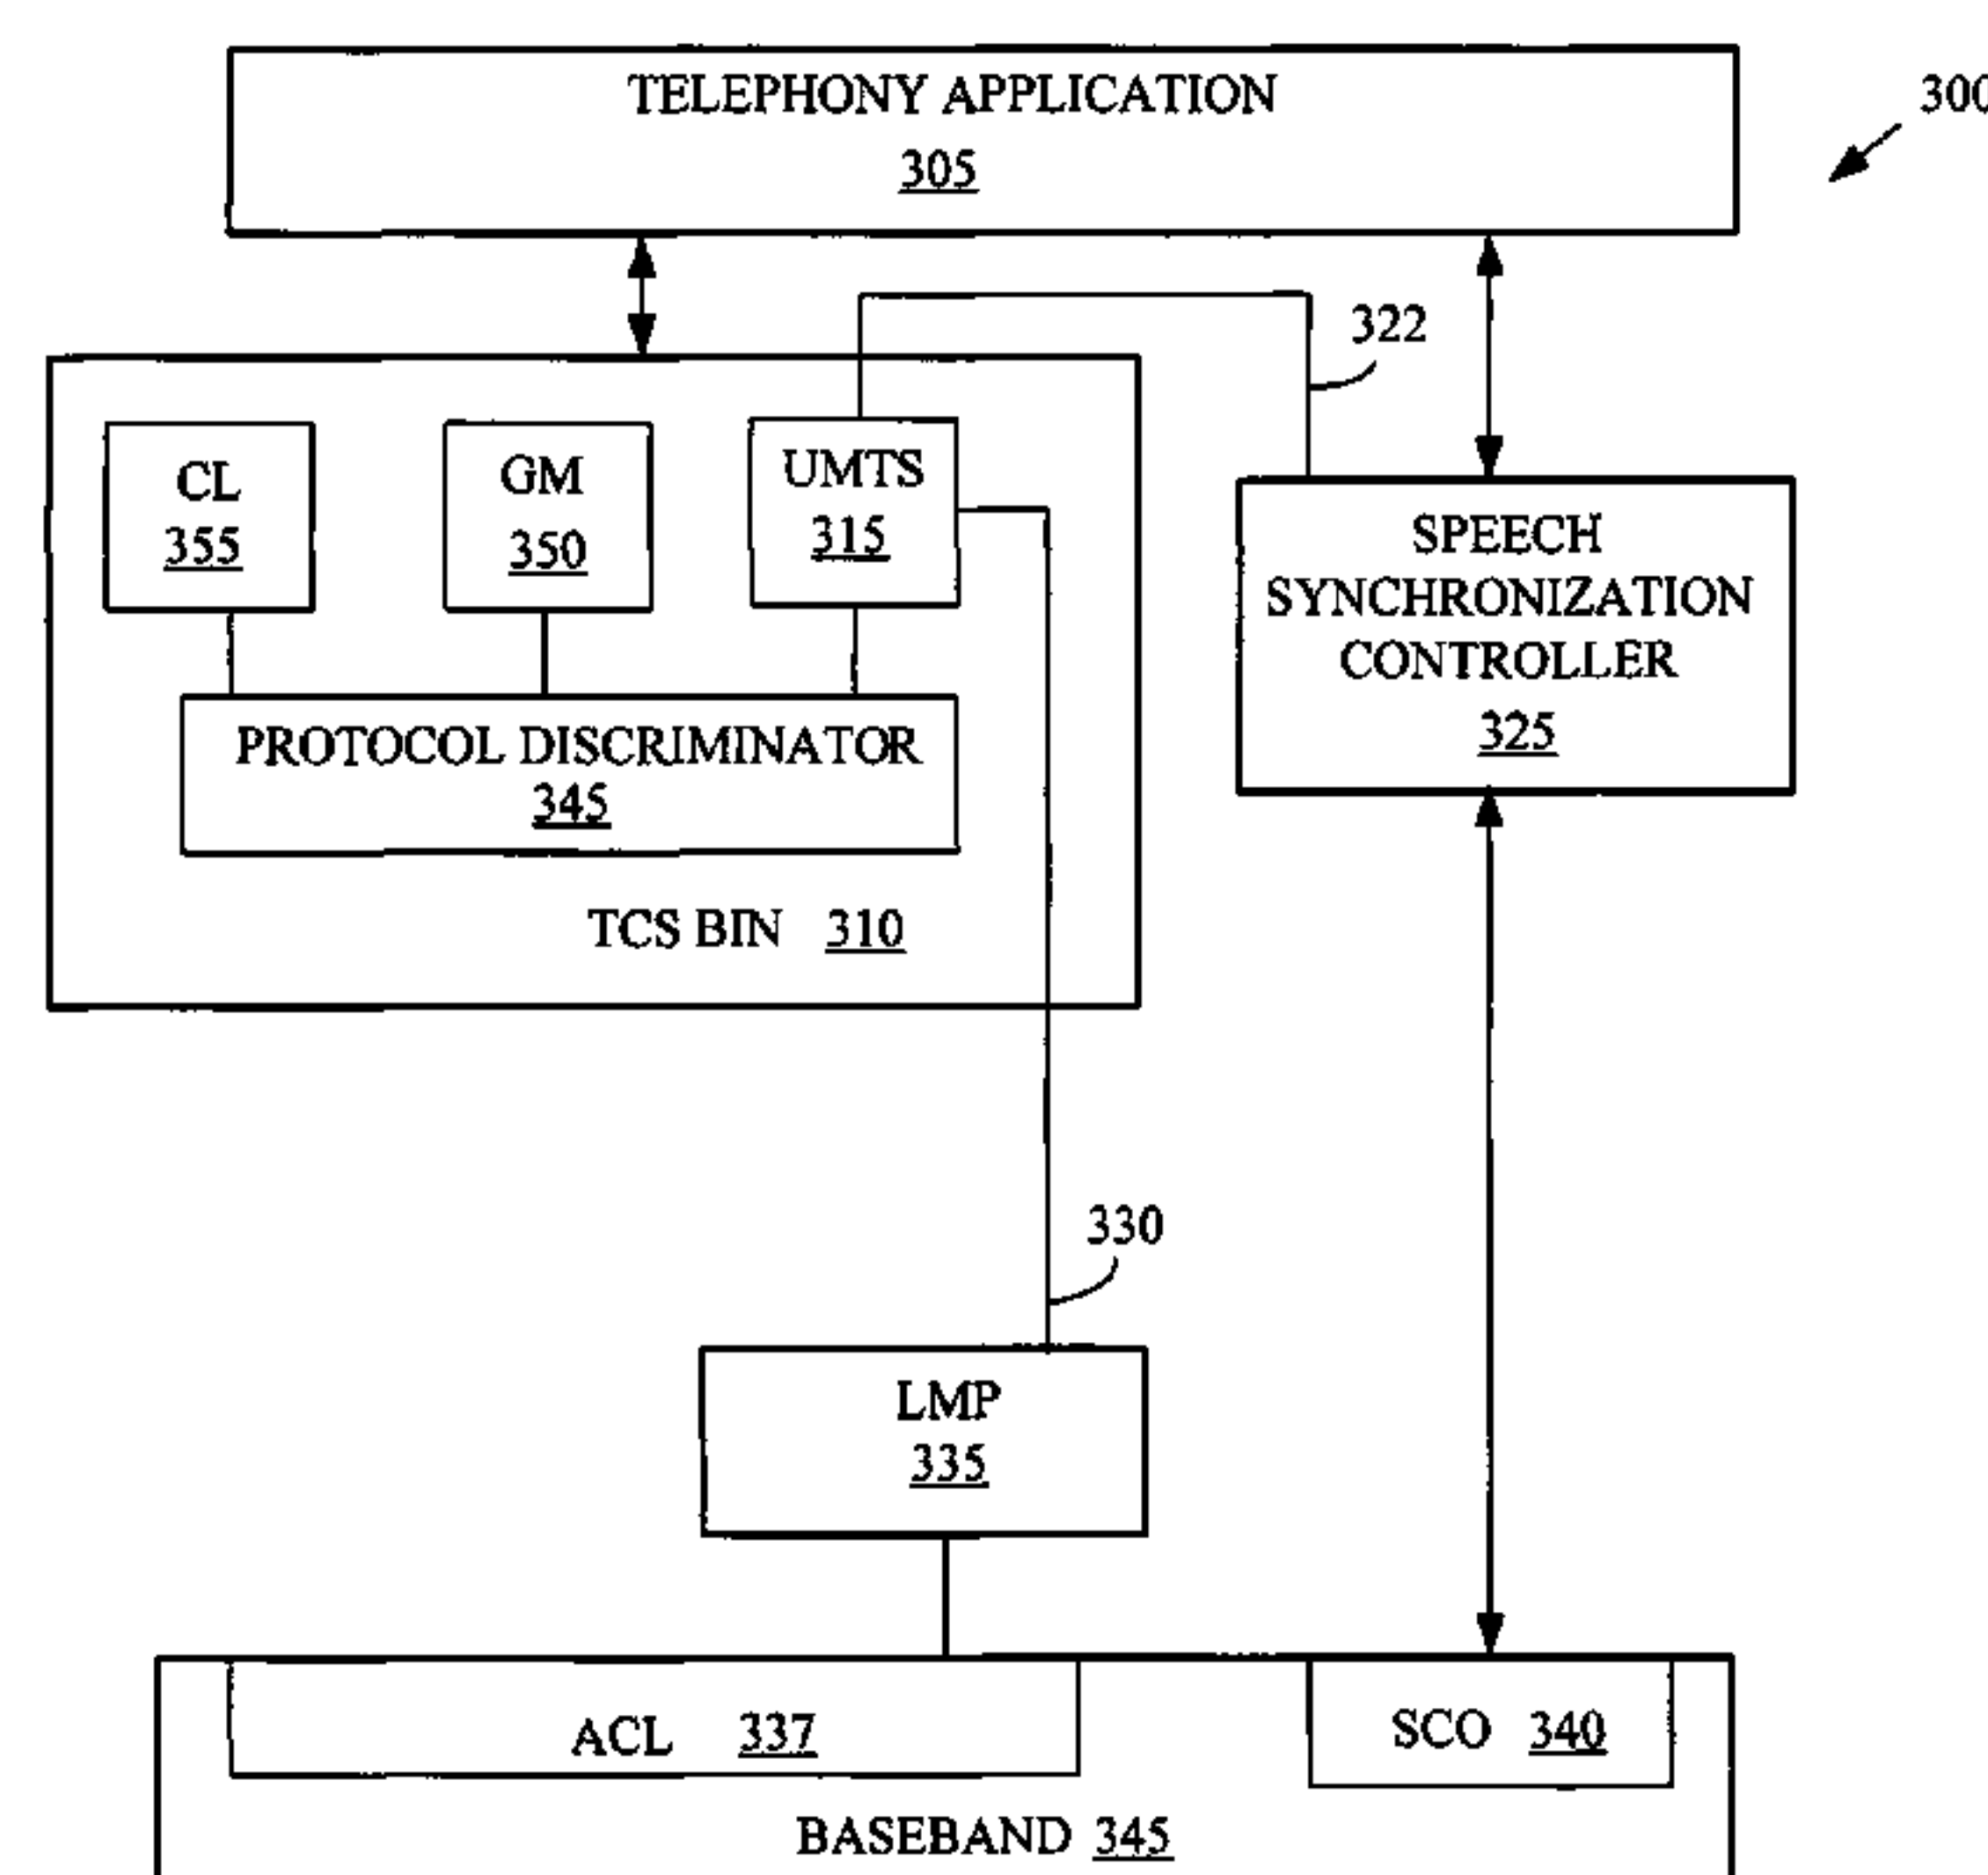 TELEPHONY APPLICATION
305
300
322
CL
355
GM
350
UMTS
315
SPEECH
SYNCHRONIZATION
CONTROLLER
325
PROTOCOL DISCRIMINATOR
345
TCS BIN 310
330
LMP
335
ACL 337
SCO 340
BASEBAND 345